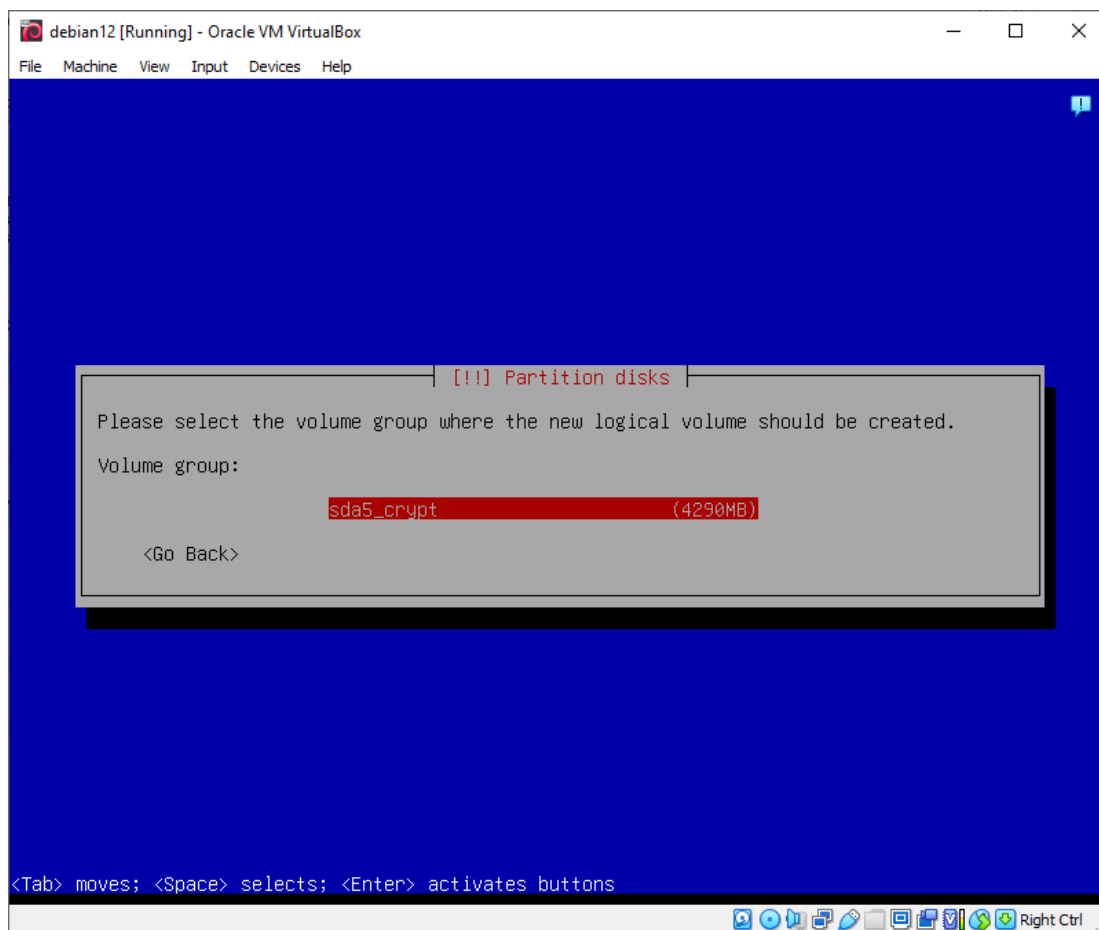 debian12 [Running] - Oracle VM VirtualBox
File Machine View Input Devices Help
[!!] Partition disks
Please select the volume group where the new logical volume should be created.
Volume group:
sda5_crypt (4290MB)
<Go Back>
<Tab> moves; <Space> selects; <Enter> activates buttons
Right Ctrl